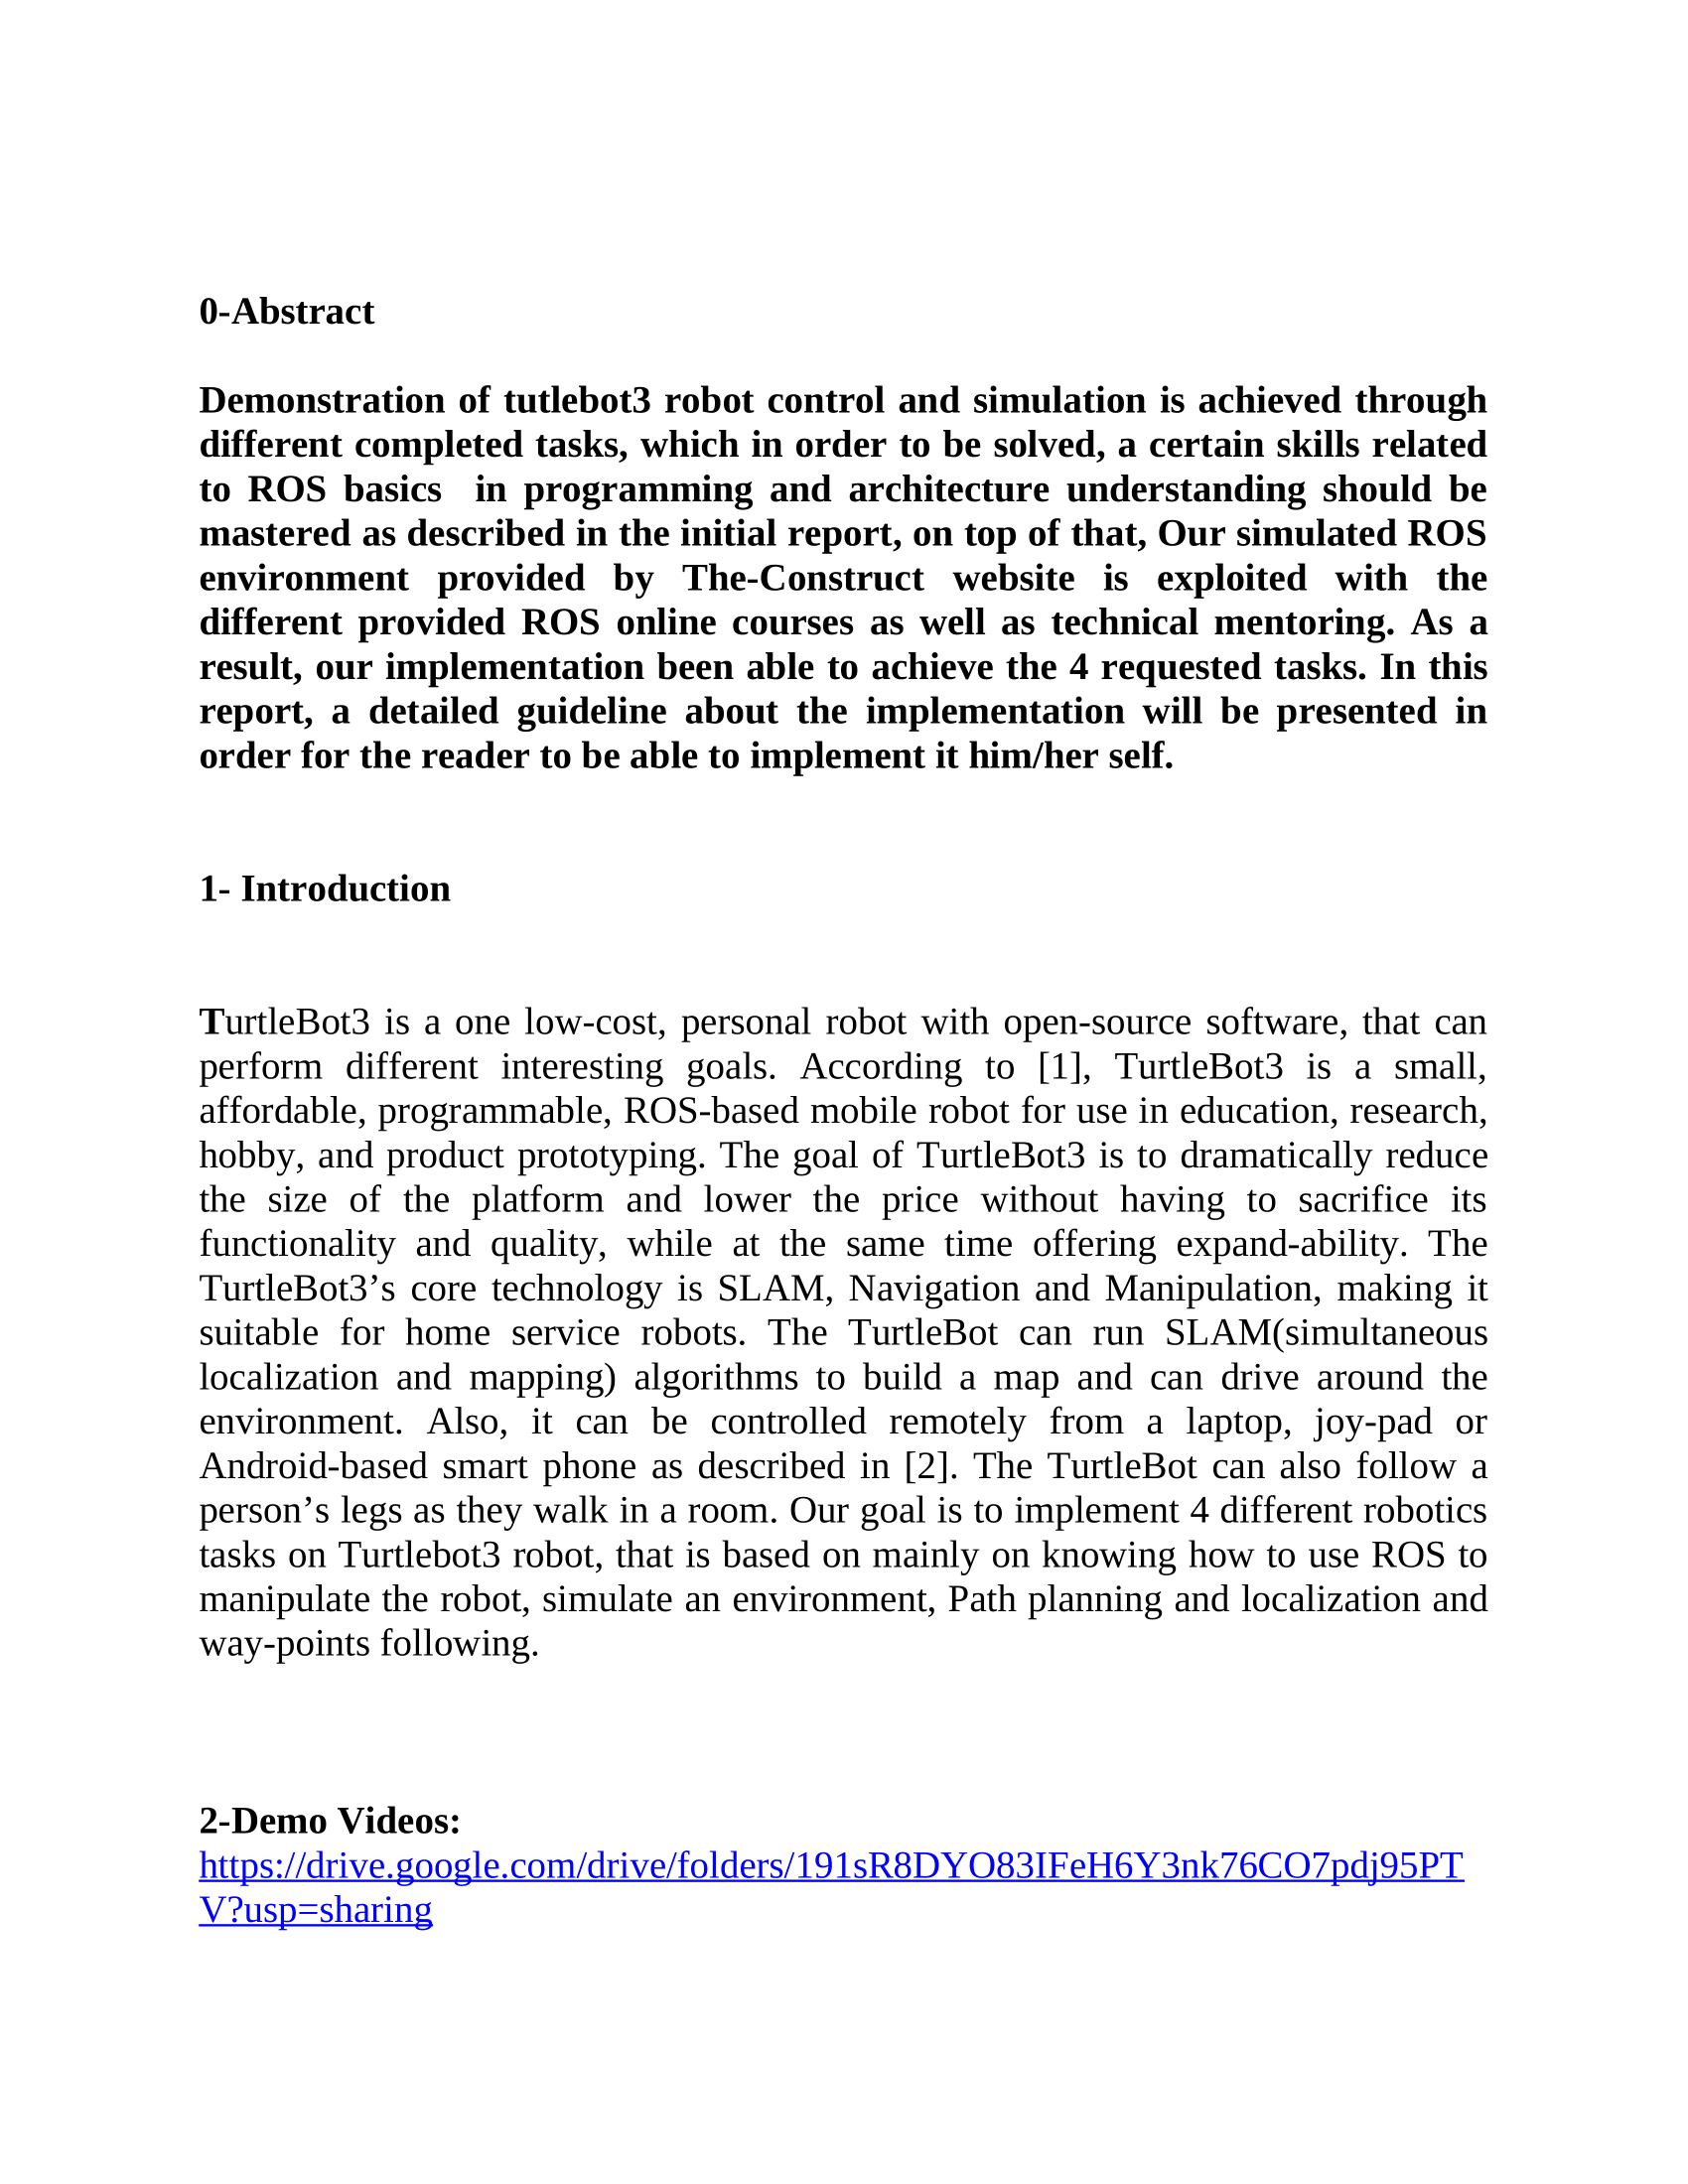 0-Abstract
Demonstration of tutlebot3 robot control and simulation is achieved through
different completed tasks, which in order to be solved, a certain skills related
to ROS basics  in programming and architecture understanding should be
mastered as described in the initial report, on top of that, Our simulated ROS
environment provided by The-Construct website is exploited with the
different provided ROS online courses as well as technical mentoring. As a
result, our implementation been able to achieve the 4 requested tasks. In this
report, a detailed guideline about the implementation will be presented in
order for the reader to be able to implement it him/her self.
1- Introduction
TurtleBot3 is a one low-cost, personal robot with open-source software, that can
perform different interesting goals. According to [1], TurtleBot3 is a small,
affordable, programmable, ROS-based mobile robot for use in education, research,
hobby, and product prototyping. The goal of TurtleBot3 is to dramatically reduce
the size of the platform and lower the price without having to sacrifice its
functionality and quality, while at the same time offering expand-ability. The
TurtleBot3’s core technology is SLAM, Navigation and Manipulation, making it
suitable for home service robots. The TurtleBot can run SLAM(simultaneous
localization and mapping) algorithms to build a map and can drive around the
environment. Also, it can be controlled remotely from a laptop, joy-pad or
Android-based smart phone as described in [2]. The TurtleBot can also follow a
person’s legs as they walk in a room. Our goal is to implement 4 different robotics
tasks on Turtlebot3 robot, that is based on mainly on knowing how to use ROS to
manipulate the robot, simulate an environment, Path planning and localization and
way-points following.
2-Demo Videos:
https://drive.google.com/drive/folders/191sR8DYO83IFeH6Y3nk76CO7pdj95PT
V?usp=sharing